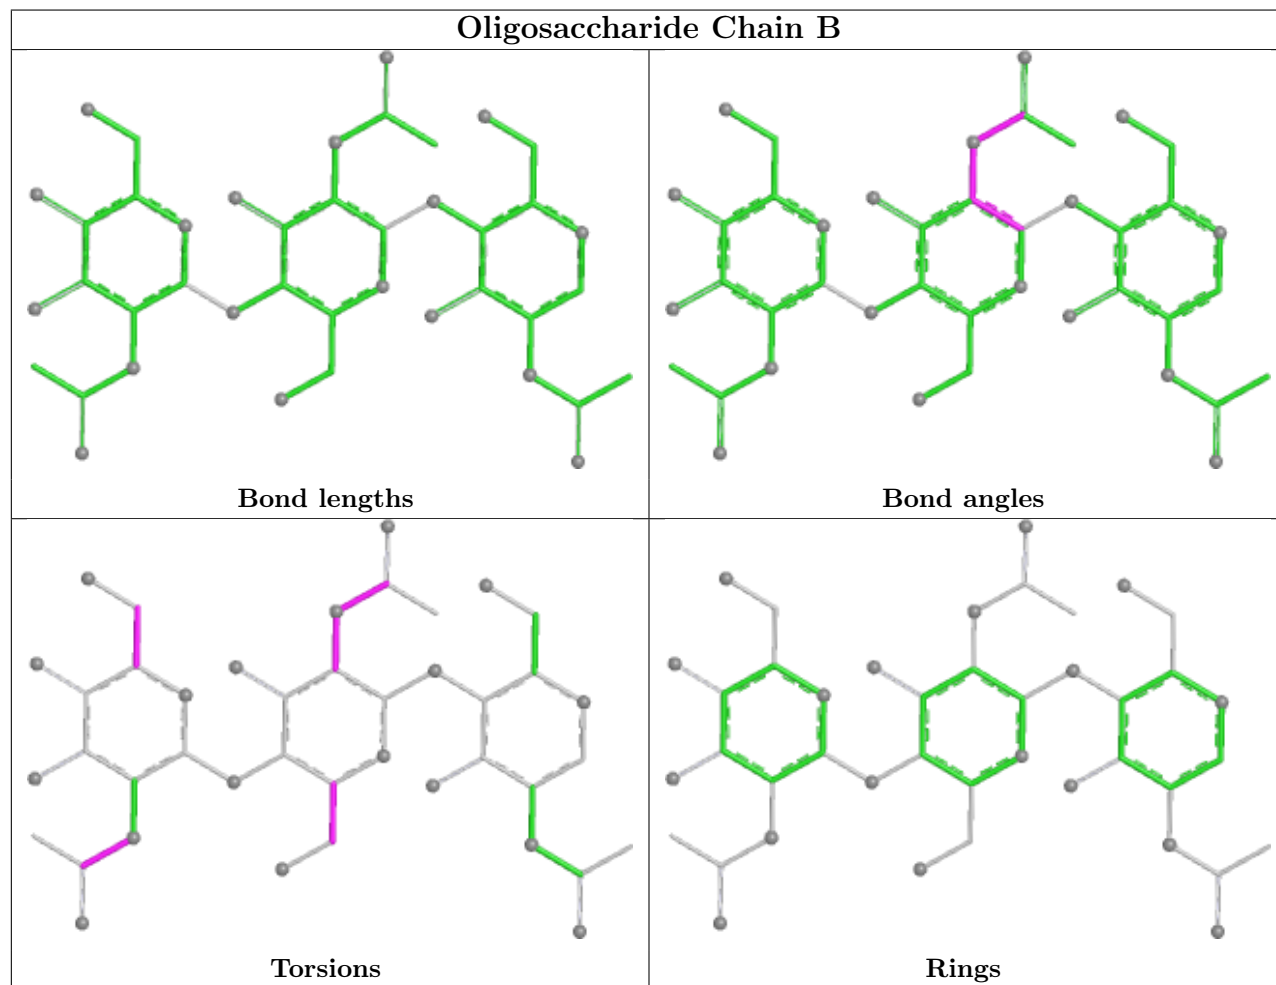 Oligosaccharide Chain B
Bond lengths
Bond angles
Torsions
Rings